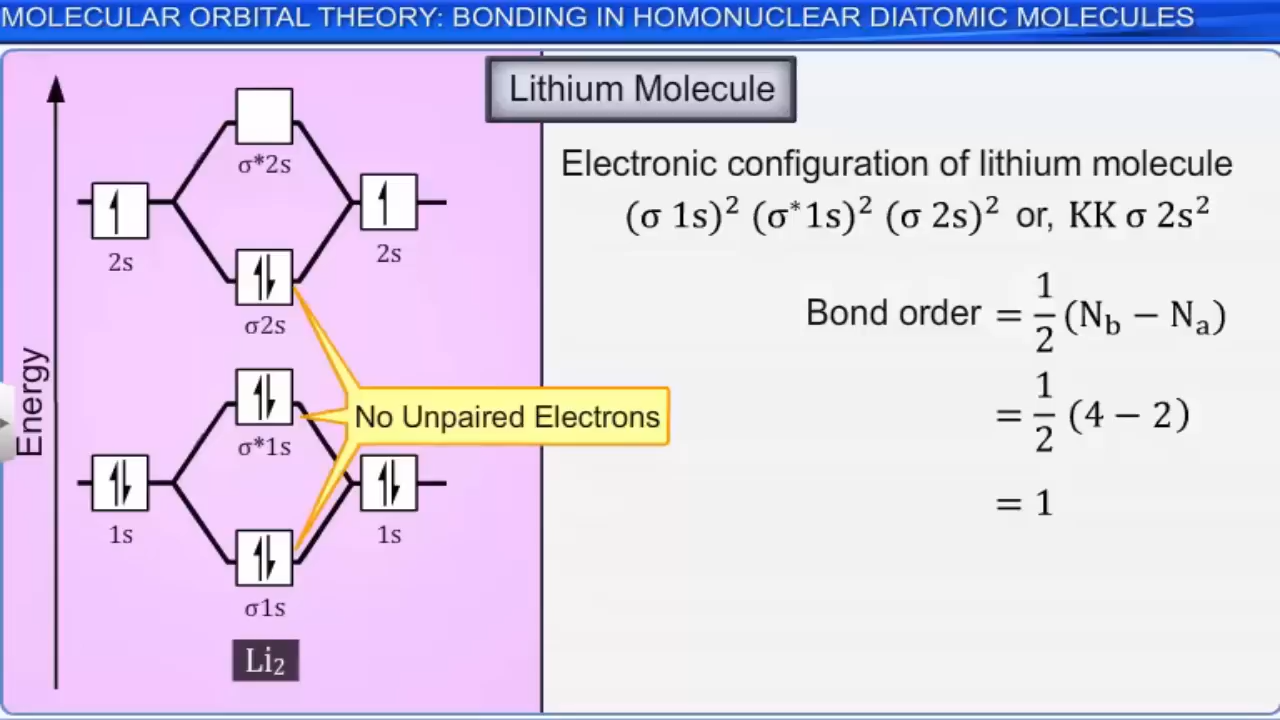 MOLECULAR ORBITAL THEORY: BONDING IN HOMONUCLEAR DIATOMIC MOLECULES
Lithium Molecule
Energy
σ*2s
2s
2s
σ2s
σ*1s
1s
1s
σ1s
Li₂
No Unpaired Electrons
Electronic configuration of lithium molecule
(σ 1s)² (σ*1s)² (σ 2s)² or, KK σ 2s²
Bond order = 1/2 (N_b − N_a)
= 1/2 (4 − 2)
= 1